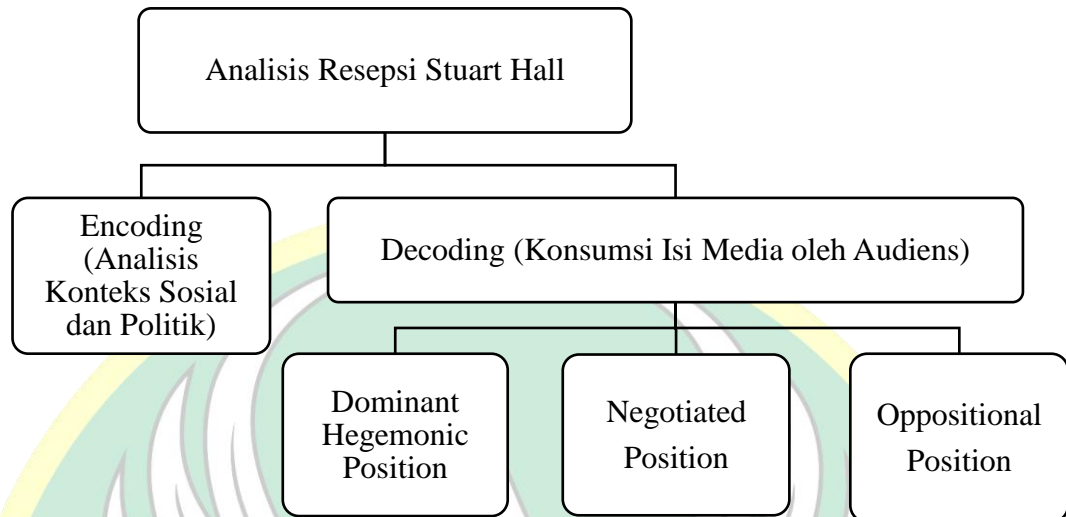 Analisis Resepsi Stuart Hall
Encoding
(Analisis
Konteks Sosial
dan Politik)
Decoding (Konsumsi Isi Media oleh Audiens)
Dominant
Hegemonic
Position
Negotiated
Position
Oppositional
Position